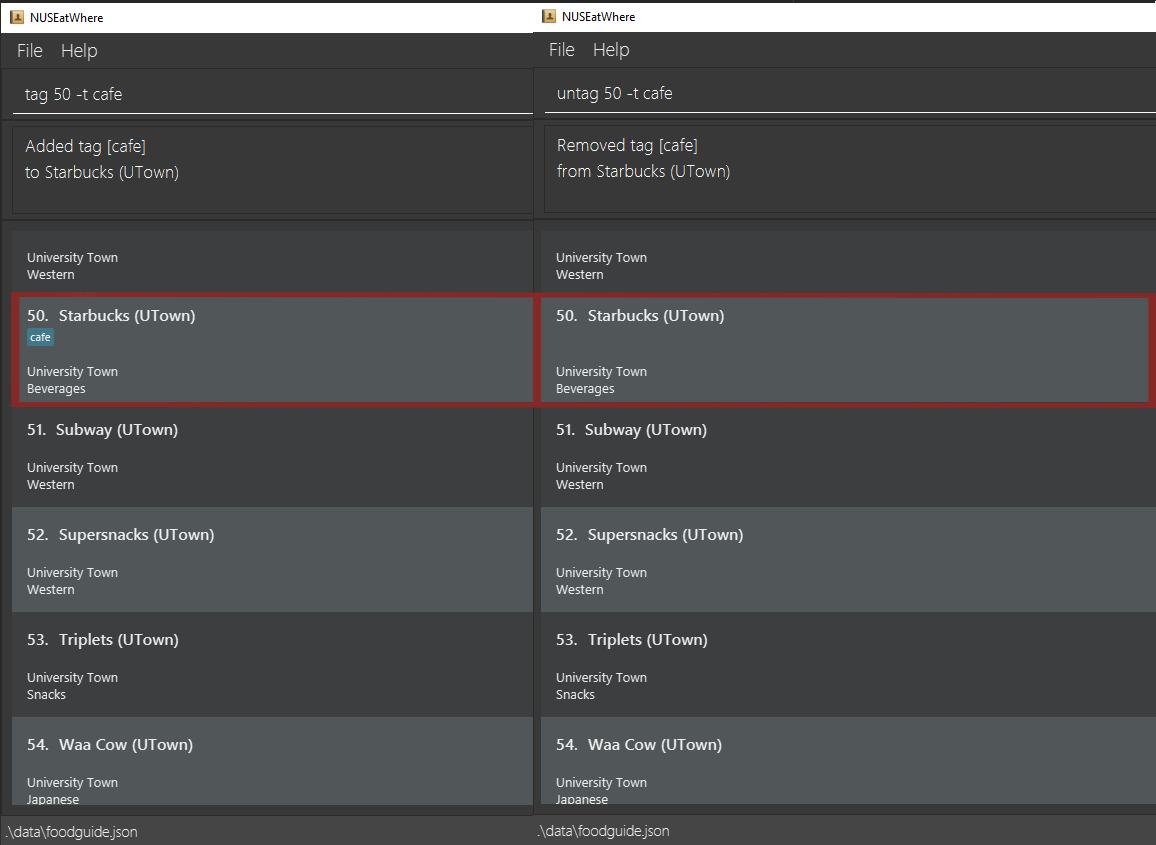 NUSEatWhere
File Help
tag 50 -t cafe
Added tag [cafe]
to Starbucks (UTown)
University Town
Western
50. Starbucks (UTown)
cafe
University Town
Beverages
51. Subway (UTown)
University Town
Western
52. Supersnacks (UTown)
University Town
Western
53. Triplets (UTown)
University Town
Snacks
54. Waa Cow (UTown)
University Town
Japanese
.\data\foodguide.json
NUSEatWhere
File Help
untag 50 -t cafe
Removed tag [cafe]
from Starbucks (UTown)
University Town
Western
50. Starbucks (UTown)
University Town
Beverages
51. Subway (UTown)
University Town
Western
52. Supersnacks (UTown)
University Town
Western
53. Triplets (UTown)
University Town
Snacks
54. Waa Cow (UTown)
University Town
Japanese
.\data\foodguide.json